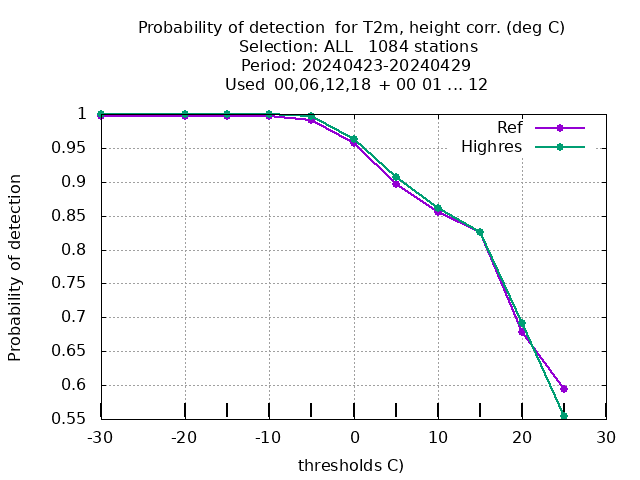 Probability of detection  for T2m, height corr. (deg C)
Selection: ALL   1084 stations
Period: 20240423-20240429
Used  00,06,12,18 + 00 01 ... 12
Ref
Highres
1
0.95
0.9
0.85
0.8
0.75
0.7
0.65
0.6
0.55
Probability of detection
-30
-20
-10
0
10
20
30
thresholds C)